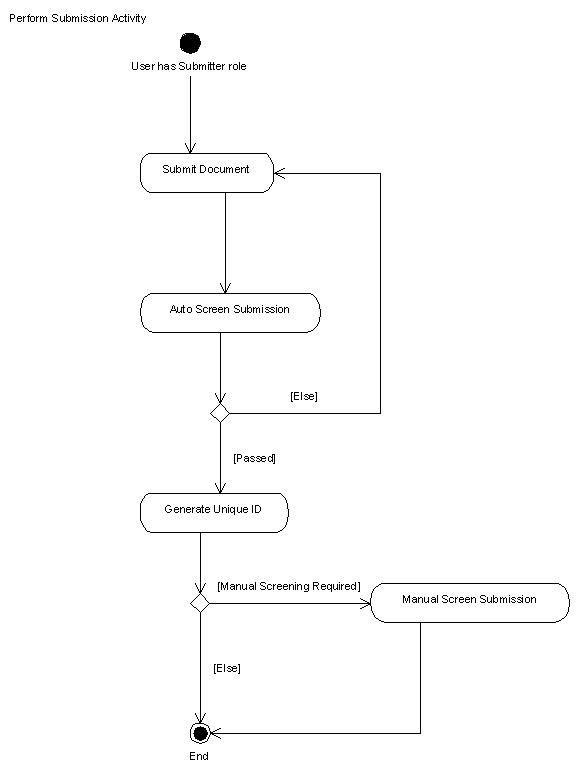 Perform Submission Activity
User has Submitter role
Submit Document
Auto Screen Submission
[Else]
[Passed]
Generate Unique ID
[Manual Screening Required]
Manual Screen Submission
[Else]
End